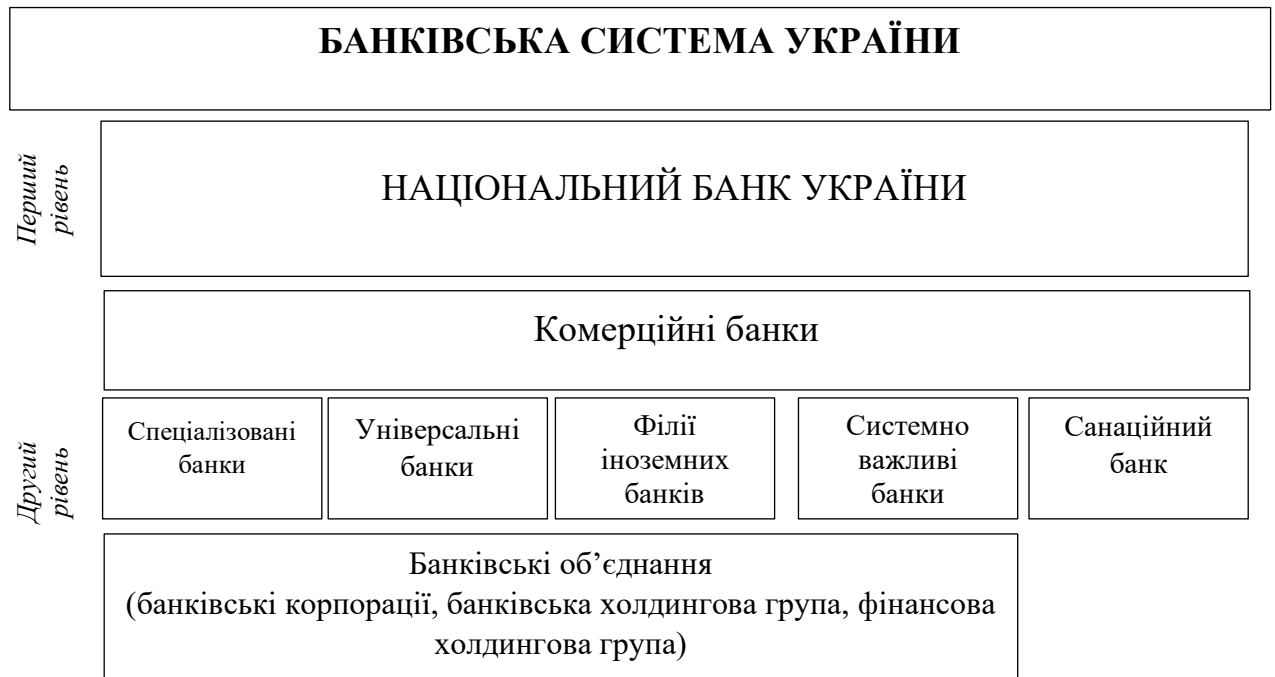 БАНКІВСЬКА СИСТЕМА УКРАЇНИ
Перший
рівень
НАЦІОНАЛЬНИЙ БАНК УКРАЇНИ
Комерційні банки
Другий
рівень
Спеціалізовані
банки
Універсальні
банки
Філії
іноземних
банків
Системно
важливі
банки
Санаційний
банк
Банківські об’єднання
(банківські корпорації, банківська холдингова група, фінансова
холдингова група)